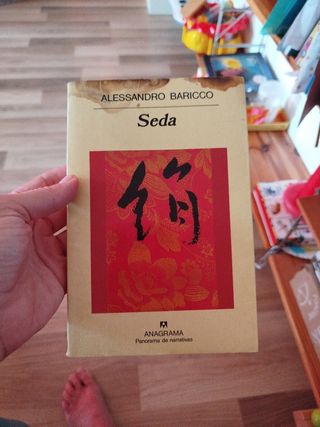 ALESSANDRO BARICCO
Seda
絹
A
ANAGRAMA
Panorama de narrativas